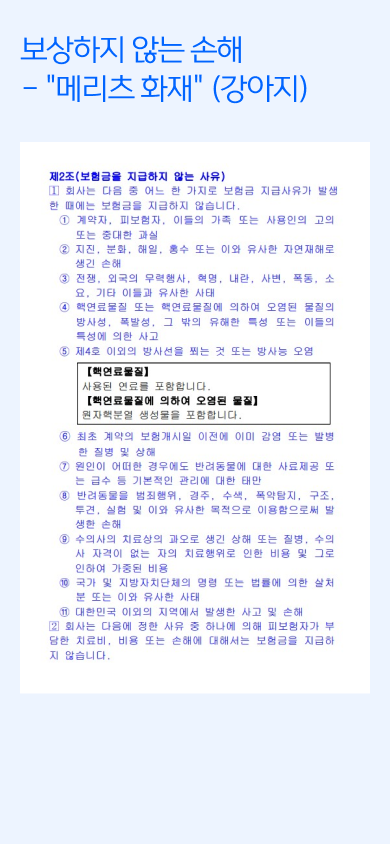 보상하지 않는 손해
- "메리츠 화재" (강아지)
제2조(보험금을 지급하지 않는 사유)
1 회사는 다음 중 어느 한 가지로 보험금 지급사유가 발생
한 때에는 보험금을 지급하지 않습니다.
① 계약자, 피보험자, 이들의 가족 또는 사용인의 고의
또는 중대한 과실
② 지진, 분화, 해일, 홍수 또는 이와 유사한 자연재해로
생긴 손해
③ 전쟁, 외국의 무력행사, 혁명, 내란, 사변, 폭동, 소
요, 기타 이들과 유사한 사태
④ 핵연료물질 또는 핵연료물질에 의하여 오염된 물질의
방사성, 폭발성, 그 밖의 유해한 특성 또는 이들의
특성에 의한 사고
⑤ 제4호 이외의 방사선을 쬐는 것 또는 방사능 오염
【핵연료물질】
사용된 연료를 포함합니다.
【핵연료물질에 의하여 오염된 물질】
원자핵분열 생성물을 포함합니다.
⑥ 최초 계약의 보험개시일 이전에 이미 감염 또는 발병
한 질병 및 상해
⑦ 원인이 어떠한 경우에도 반려동물에 대한 사료제공 또
는 급수 등 기본적인 관리에 대한 태만
⑧ 반려동물을 범죄행위, 경주, 수색, 폭약탐지, 구조,
투견, 실험 및 이와 유사한 목적으로 이용함으로써 발
생한 손해
⑨ 수의사의 치료상의 과오로 생긴 상해 또는 질병, 수의
사 자격이 없는 자의 치료행위로 인한 비용 및 그로
인하여 가중된 비용
⑩ 국가 및 지방자치단체의 명령 또는 법률에 의한 살처
분 또는 이와 유사한 사태
⑪ 대한민국 이외의 지역에서 발생한 사고 및 손해
2 회사는 다음에 정한 사유 중 하나에 의해 피보험자가 부
담한 치료비, 비용 또는 손해에 대해서는 보험금을 지급하
지 않습니다.